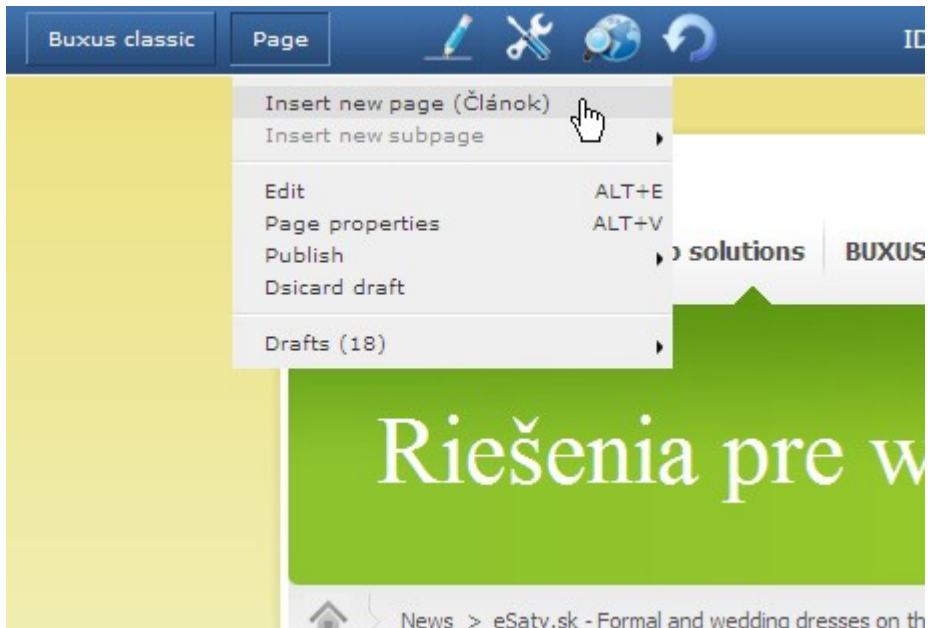 Buxus classic Page ID
Insert new page (Článok)
Insert new subpage
Edit ALT+E
Page properties ALT+V
solutions BUXUS
Publish
Dsicard draft
Drafts (18)
Riešenia pre w
News > eSaty.sk - Formal and wedding dresses on th